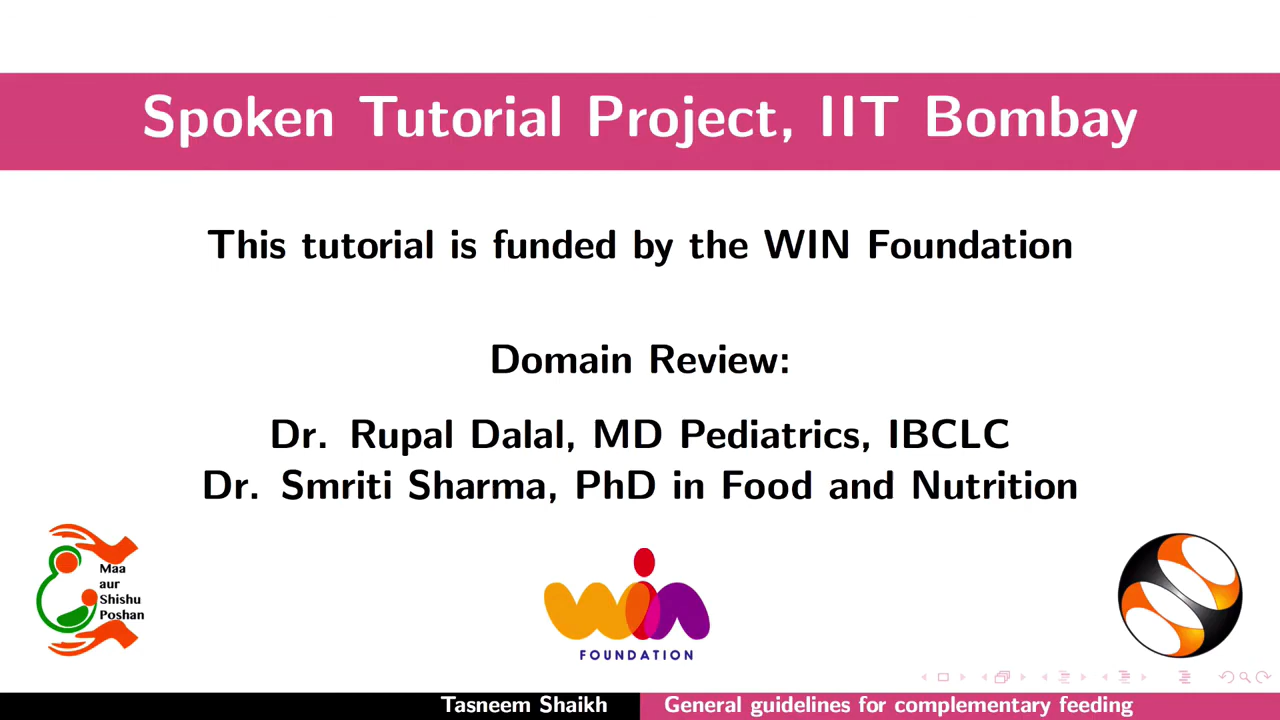 Spoken Tutorial Project, IIT Bombay
This tutorial is funded by the WIN Foundation
Domain Review:
Dr. Rupal Dalal, MD Pediatrics, IBCLC
Dr. Smriti Sharma, PhD in Food and Nutrition
Maa
aur
Shishu
Poshan
win
FOUNDATION
Tasneem Shaikh
General guidelines for complementary feeding